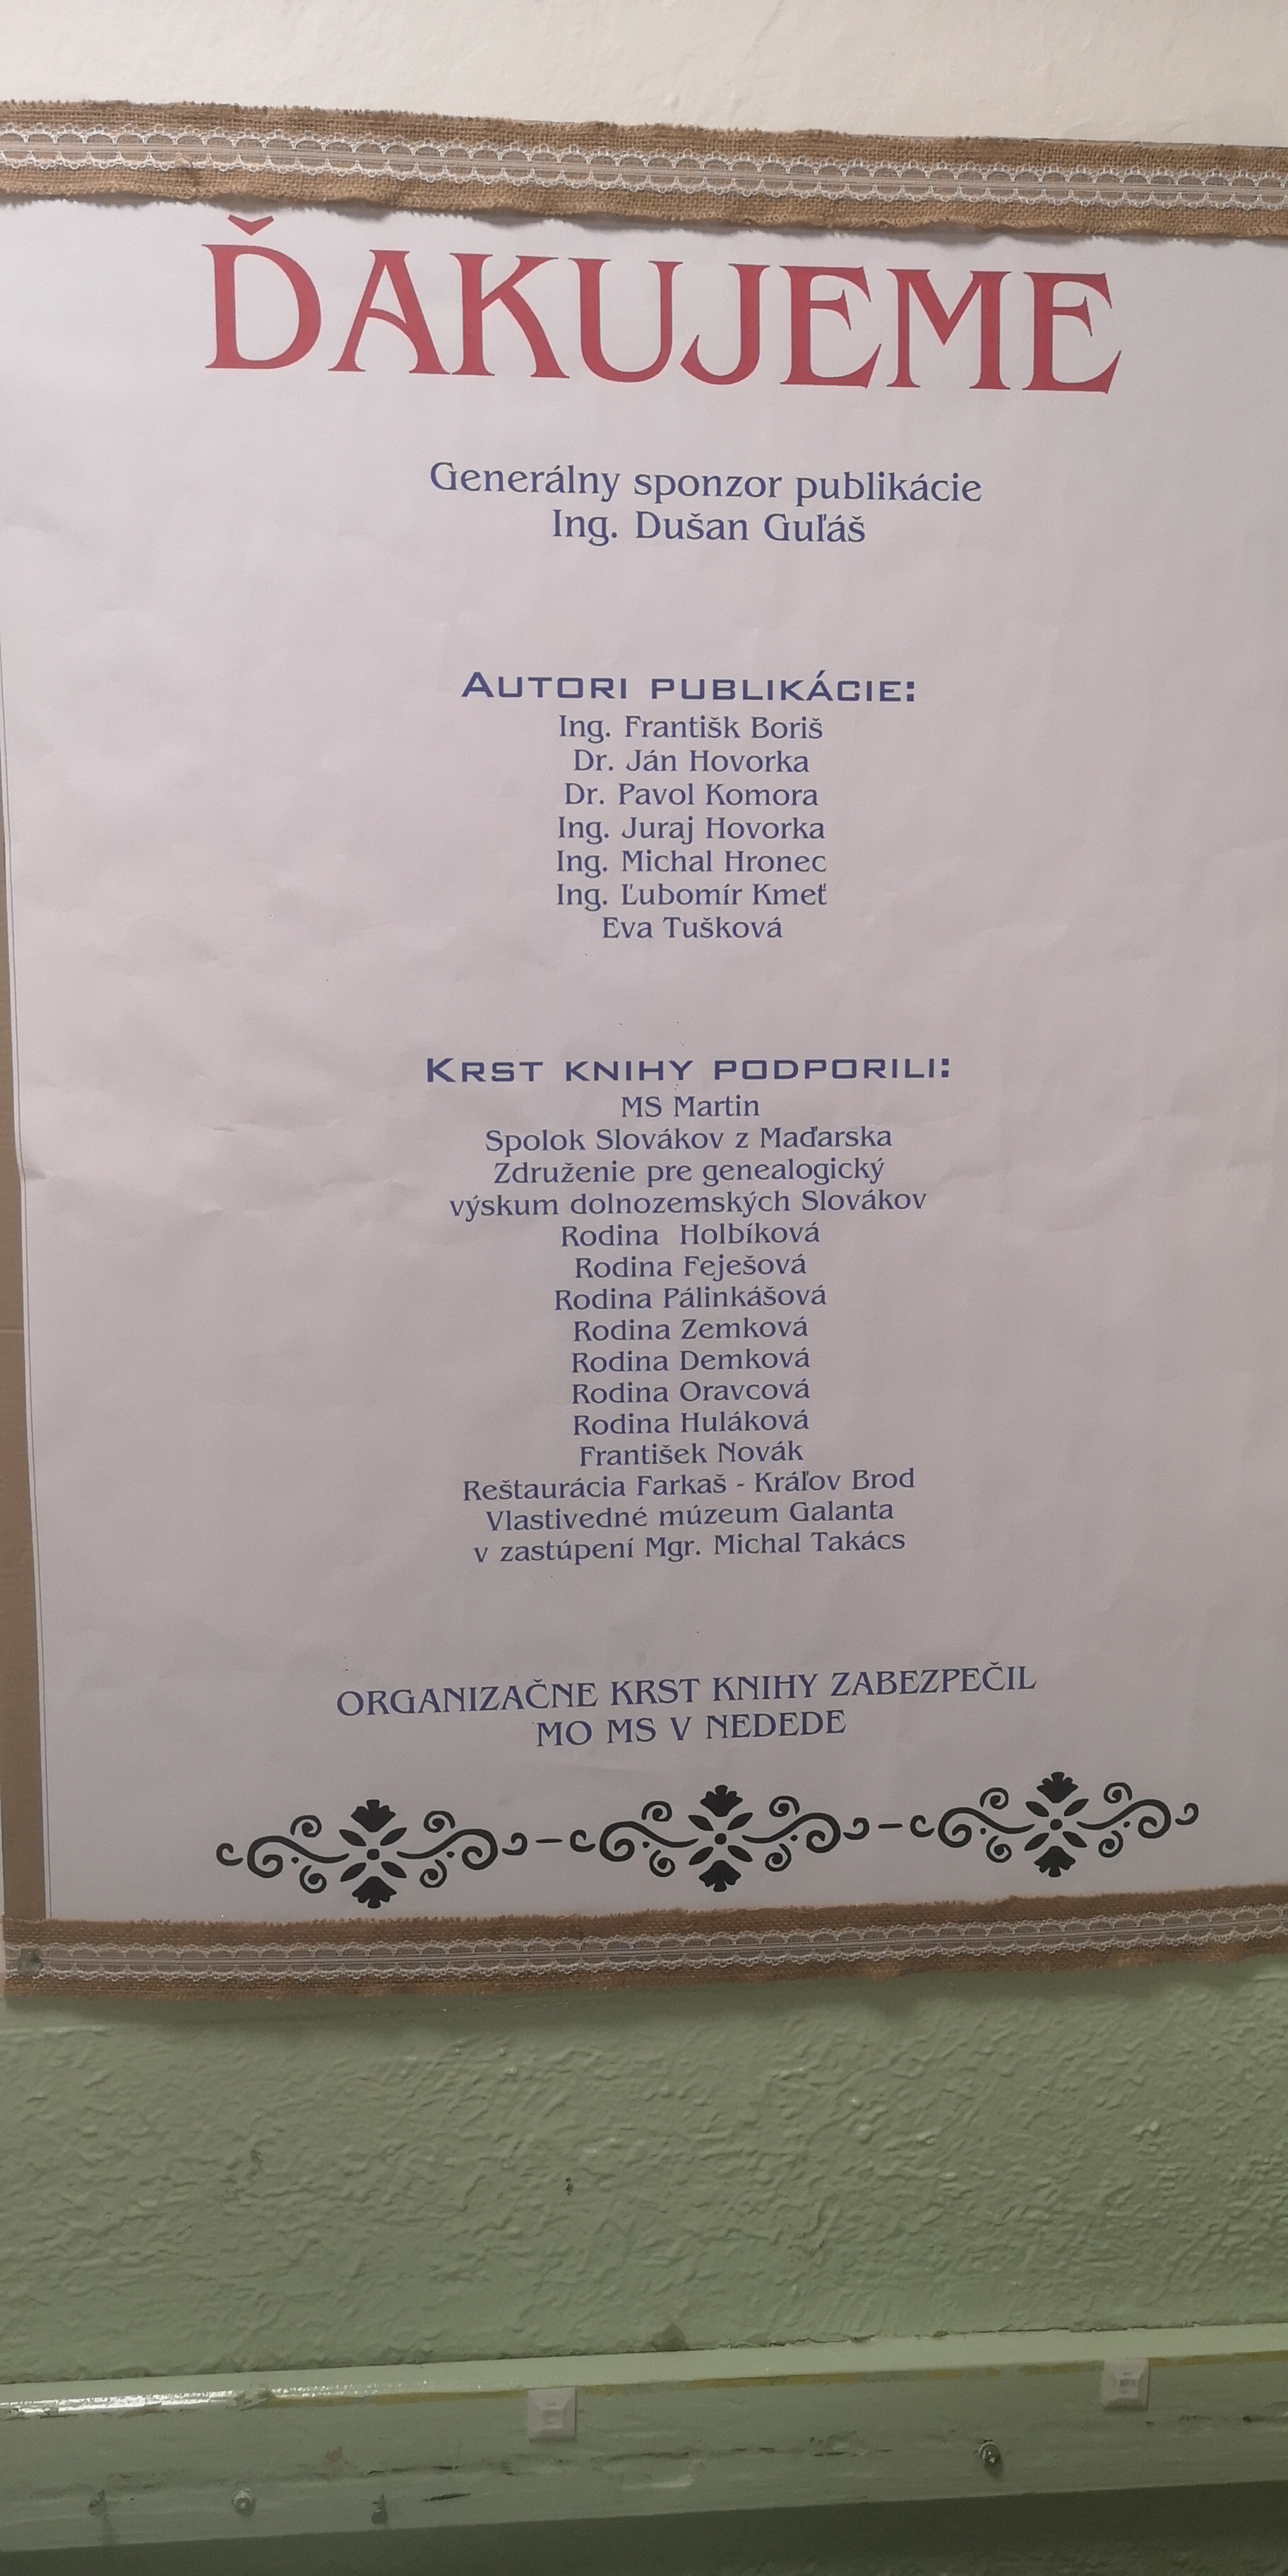 ĎAKUJEME
Generálny sponzor publikácie
Ing. Dušan Guľáš
AUTORI PUBLIKÁCIE:
Ing. Františk Boriš
Dr. Ján Hovorka
Dr. Pavol Komora
Ing. Juraj Hovorka
Ing. Michal Hronec
Ing. Ľubomír Kmeť
Eva Tušková
KRST KNIHY PODPORILI:
MS Martin
Spolok Slovákov z Maďarska
Združenie pre genealogický
výskum dolnozemských Slovákov
Rodina Holbíková
Rodina Feješová
Rodina Pálinkášová
Rodina Zemková
Rodina Demková
Rodina Oravcová
Rodina Huláková
František Novák
Reštaurácia Farkaš - Kráľov Brod
Vlastivedné múzeum Galanta
v zastúpení Mgr. Michal Takács
ORGANIZAČNE KRST KNIHY ZABEZPEČIL
MO MS V NEDEDE